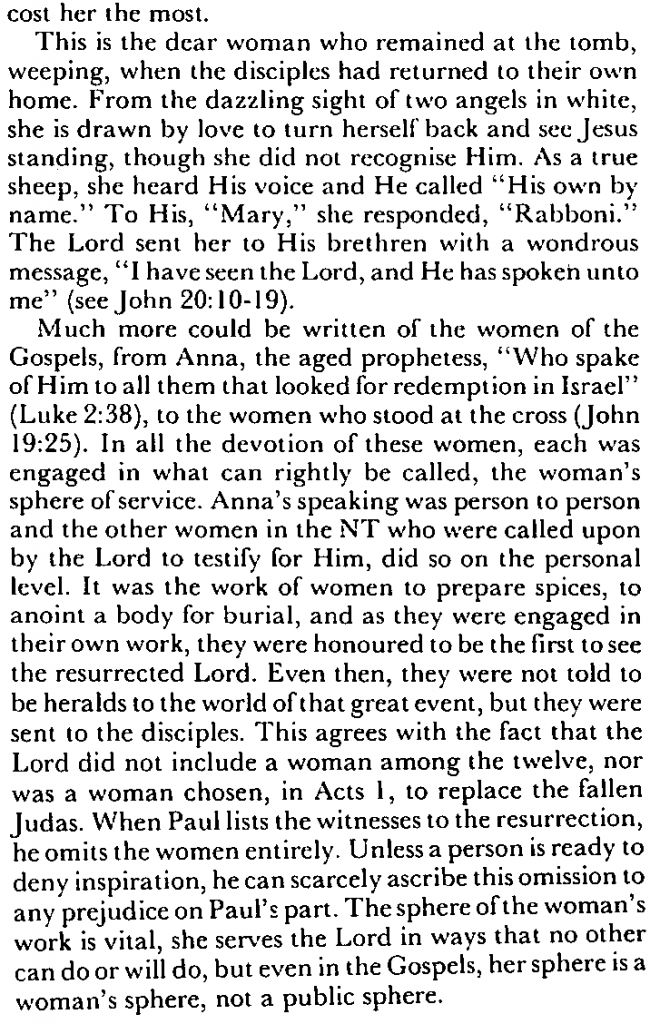 cost her the most.
This is the dear woman who remained at the tomb,
weeping, when the disciples had returned to their own
home. From the dazzling sight of two angels in white,
she is drawn by love to turn herself back and see Jesus
standing, though she did not recognise Him. As a true
sheep, she heard His voice and He called “His own by
name.” To His, “Mary,” she responded, “Rabboni.”
The Lord sent her to His brethren with a wondrous
message, “I have seen the Lord, and He has spoken unto
me” (see John 20:10-19).
Much more could be written of the women of the
Gospels, from Anna, the aged prophetess, “Who spake
of Him to all them that looked for redemption in Israel”
(Luke 2:38), to the women who stood at the cross (John
19:25). In all the devotion of these women, each was
engaged in what can rightly be called, the woman’s
sphere of service. Anna’s speaking was person to person
and the other women in the NT who were called upon
by the Lord to testify for Him, did so on the personal
level. It was the work of women to prepare spices, to
anoint a body for burial, and as they were engaged in
their own work, they were honoured to be the first to see
the resurrected Lord. Even then, they were not told to
be heralds to the world of that great event, but they were
sent to the disciples. This agrees with the fact that the
Lord did not include a woman among the twelve, nor
was a woman chosen, in Acts 1, to replace the fallen
Judas. When Paul lists the witnesses to the resurrection,
he omits the women entirely. Unless a person is ready to
deny inspiration, he can scarcely ascribe this omission to
any prejudice on Paul’s part. The sphere of the woman’s
work is vital, she serves the Lord in ways that no other
can do or will do, but even in the Gospels, her sphere is a
woman’s sphere, not a public sphere.